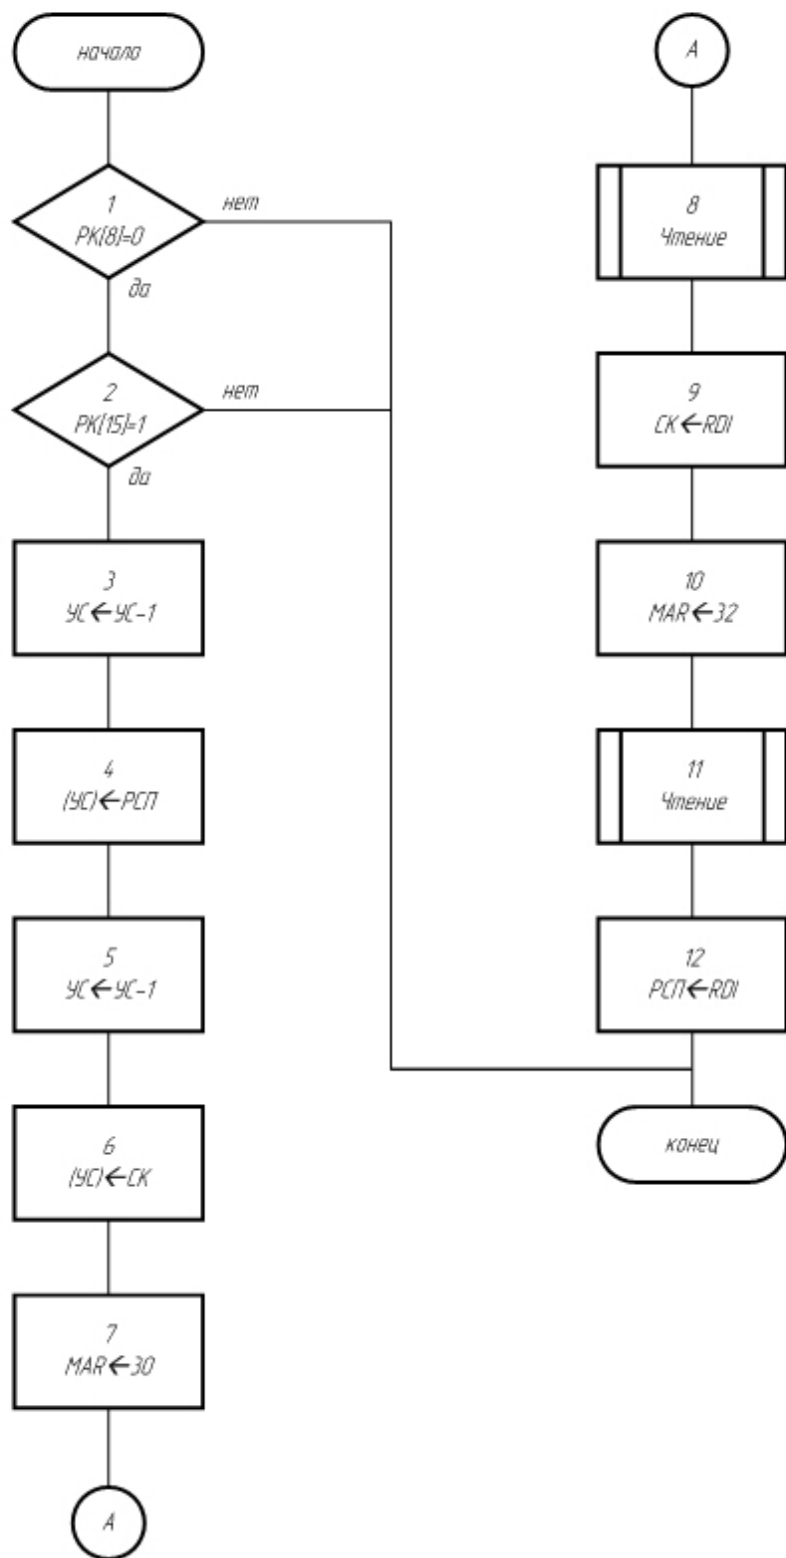 начало
1
РК[8]=0
нет
да
2
РК[15]=1
нет
да
3
УС←УС-1
4
(УС)←РСП
5
УС←УС-1
6
(УС)←СК
7
MAR←30
А
А
8
Чтение
9
СК←RDI
10
MAR←32
11
Чтение
12
РСП←RDI
конец